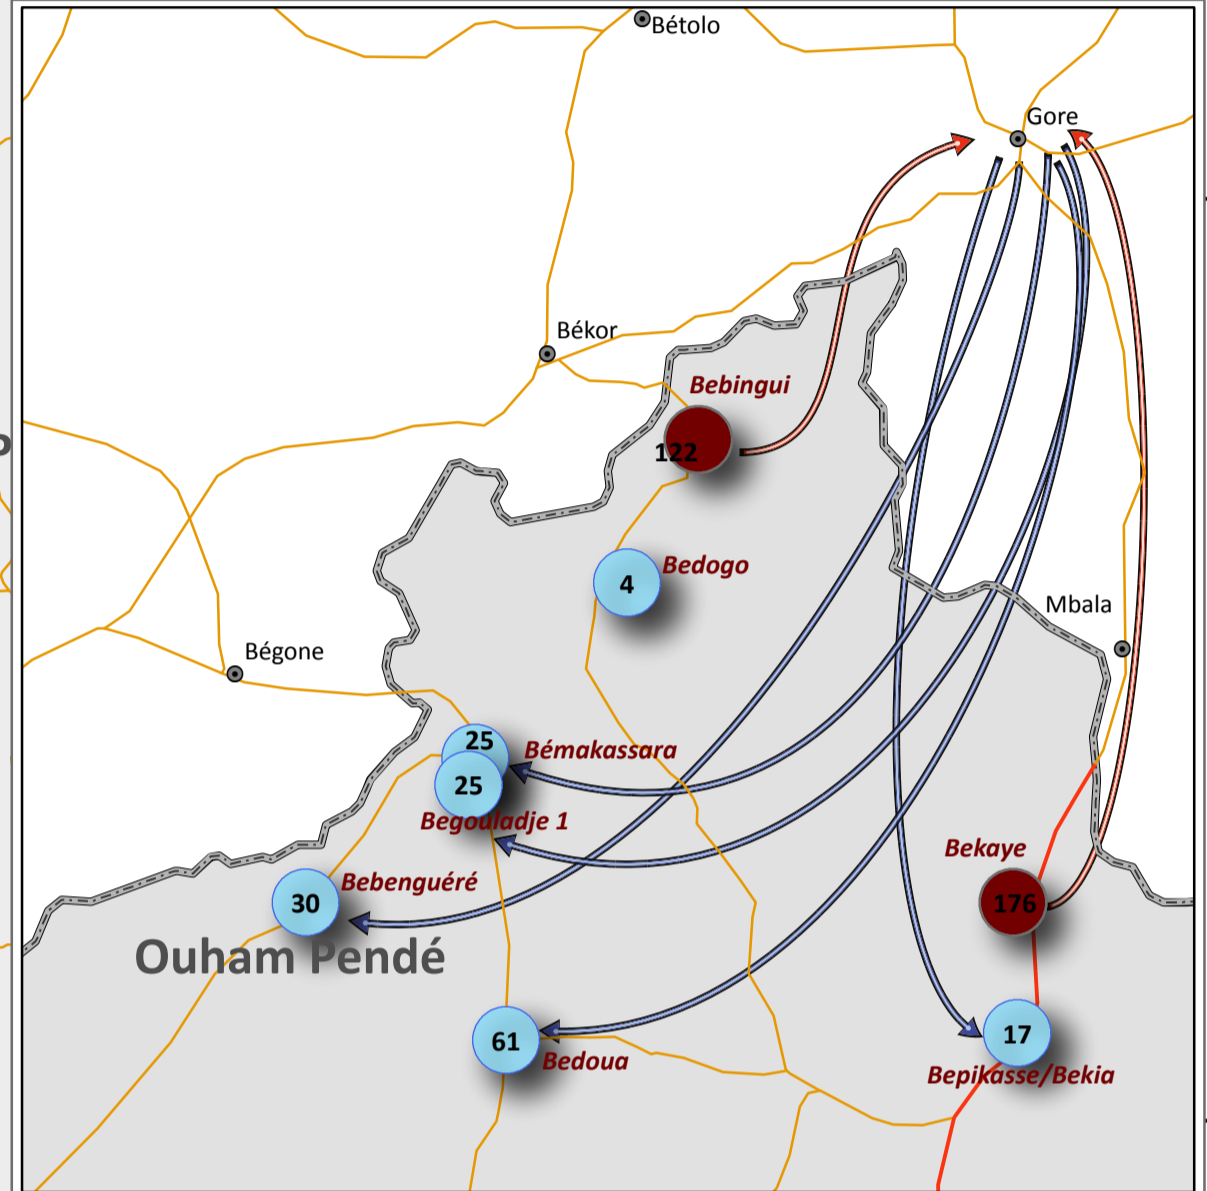 Bétolo
Gore
Békor
Bebingui
122
Bedogo
4
Mbala
Bégone
25
Bémakassara
25
Begouladje 1
Bekaye
Bebenguéré
30
176
Ouham Pendé
17
61
Bedoua
Bepikasse/Bekia